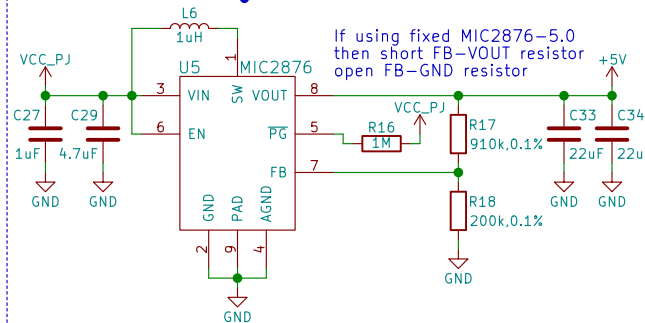 L6
1uH
If using fixed MIC2876-5.0
then short FB-VOUT resistor
open FB-GND resistor
VCC_PJ
+5V
U5
MIC2876
1
3
VIN
SW
VOUT
8
C27
1uF
C29
4.7uF
6
EN
PG
5
R16
1M
VCC_PJ
R17
910k,0.1%
C33
22uF
C34
22u
FB
7
GND
GND
R18
200k,0.1%
GND
GND
GND
PAD
AGND
2
9
4
GND
GND